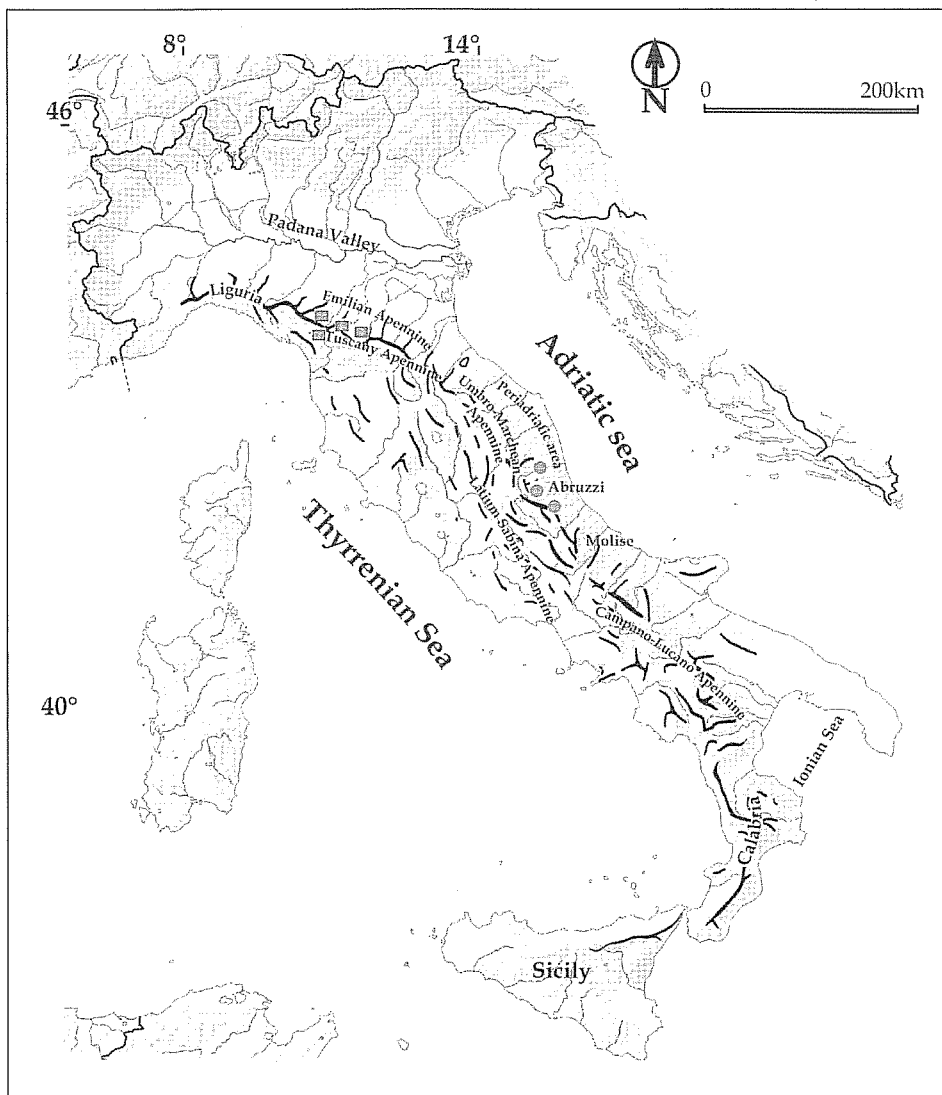 8°
14°
46°
N
0 200km
Padana Valley
Liguria
Emilian Apennine
Tuscany Apennine
Umbro-Marchean
Apennine
Periadriatic area
Adriatic sea
Abruzzi
Latium-Sabina Apennine
Molise
Thyrrenian Sea
Campano-Lucano Apennine
40°
Ionian Sea
Calabria
Sicily